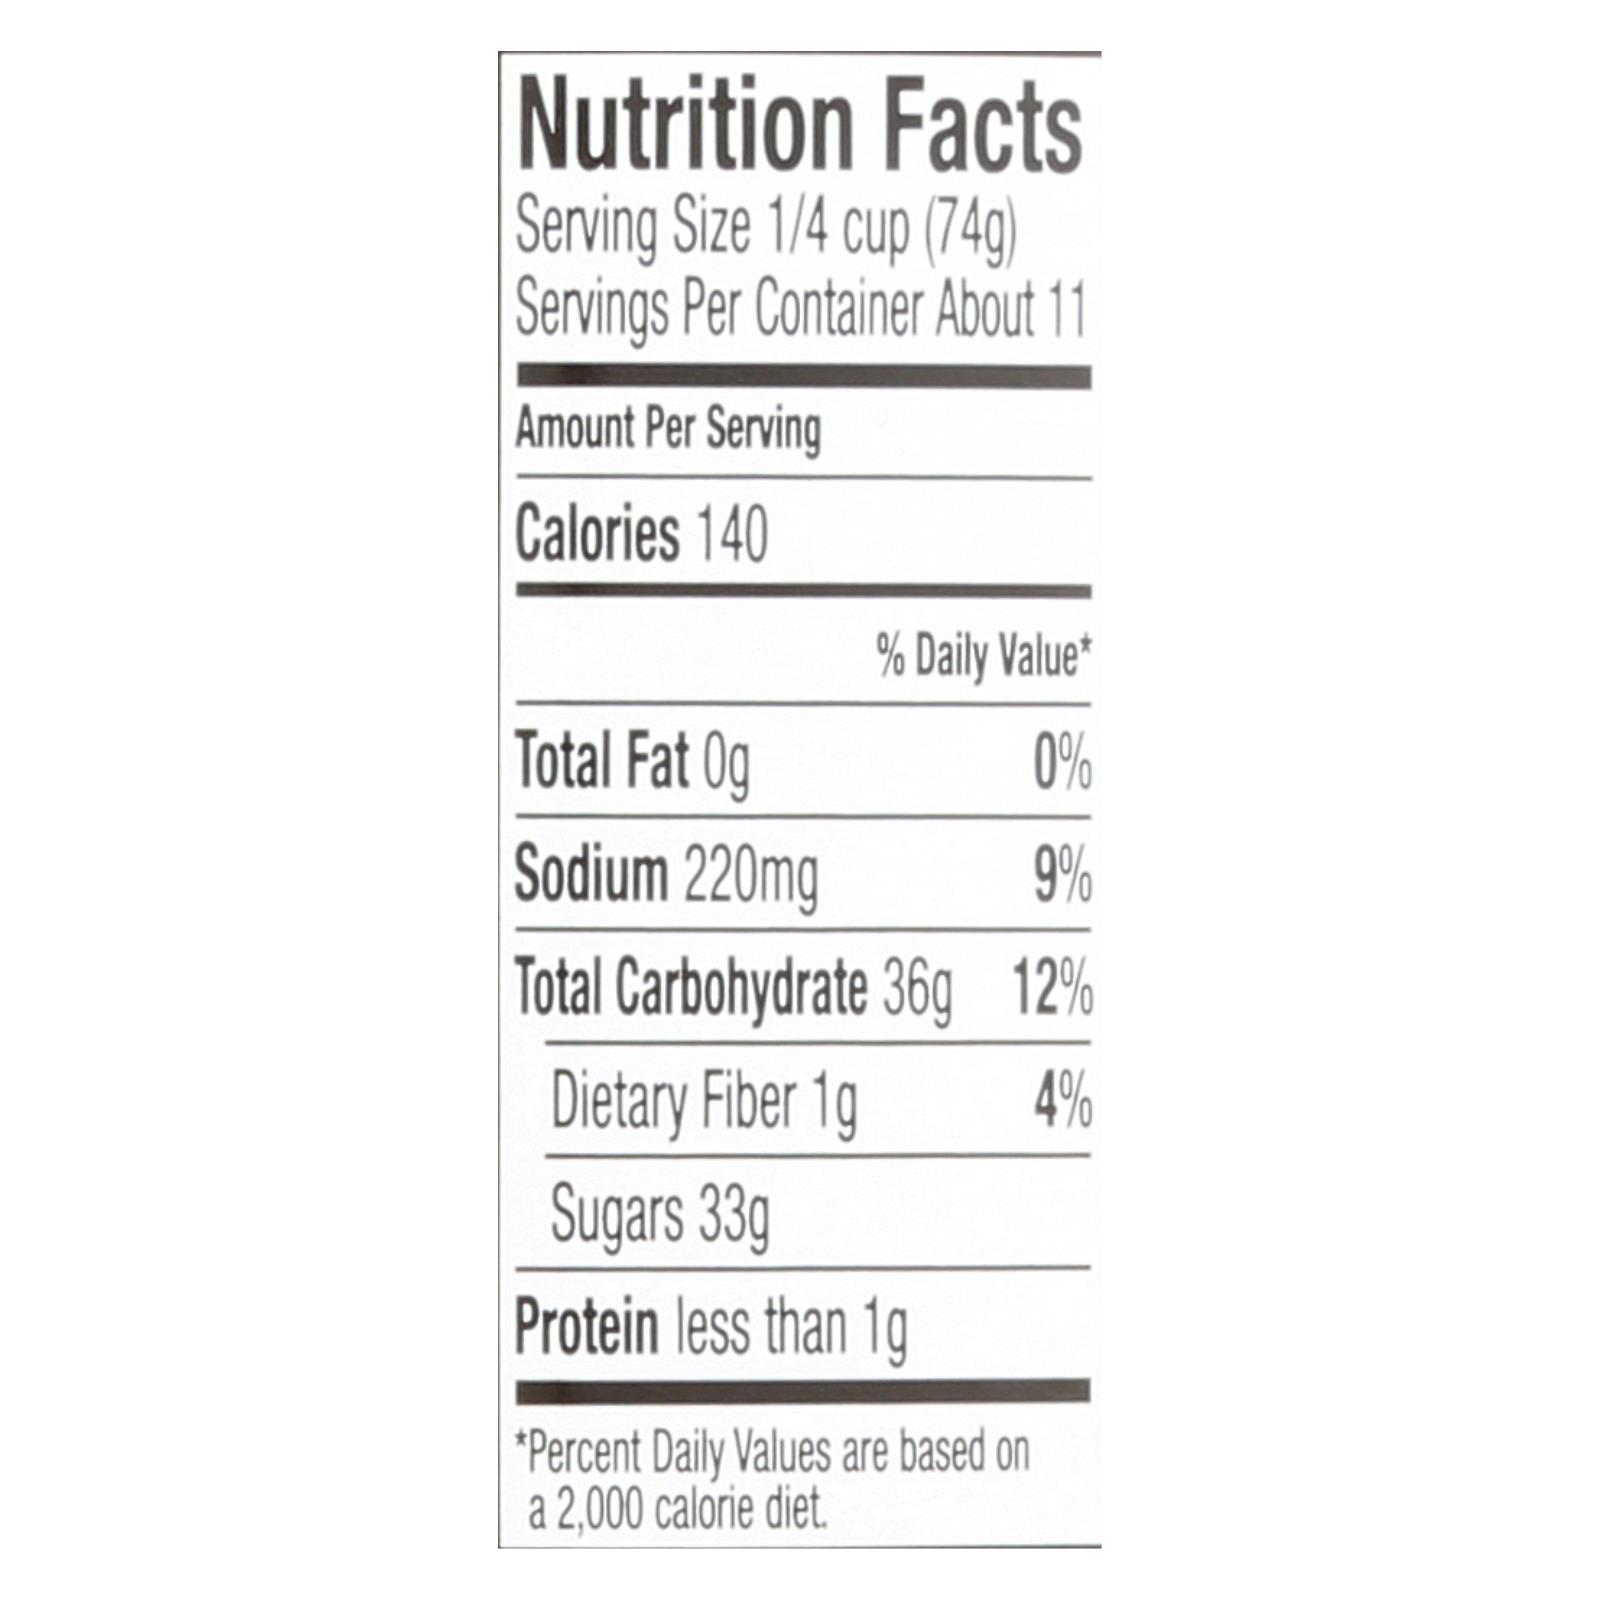 Nutrition Facts
Serving Size 1/4 cup (74g)
Servings Per Container About 11
Amount Per Serving
Calories 140
% Daily Value*
Total Fat 0g 0%
Sodium 220mg 9%
Total Carbohydrate 36g 12%
Dietary Fiber 1g 4%
Sugars 33g
Protein less than 1g
*Percent Daily Values are based on
a 2,000 calorie diet.